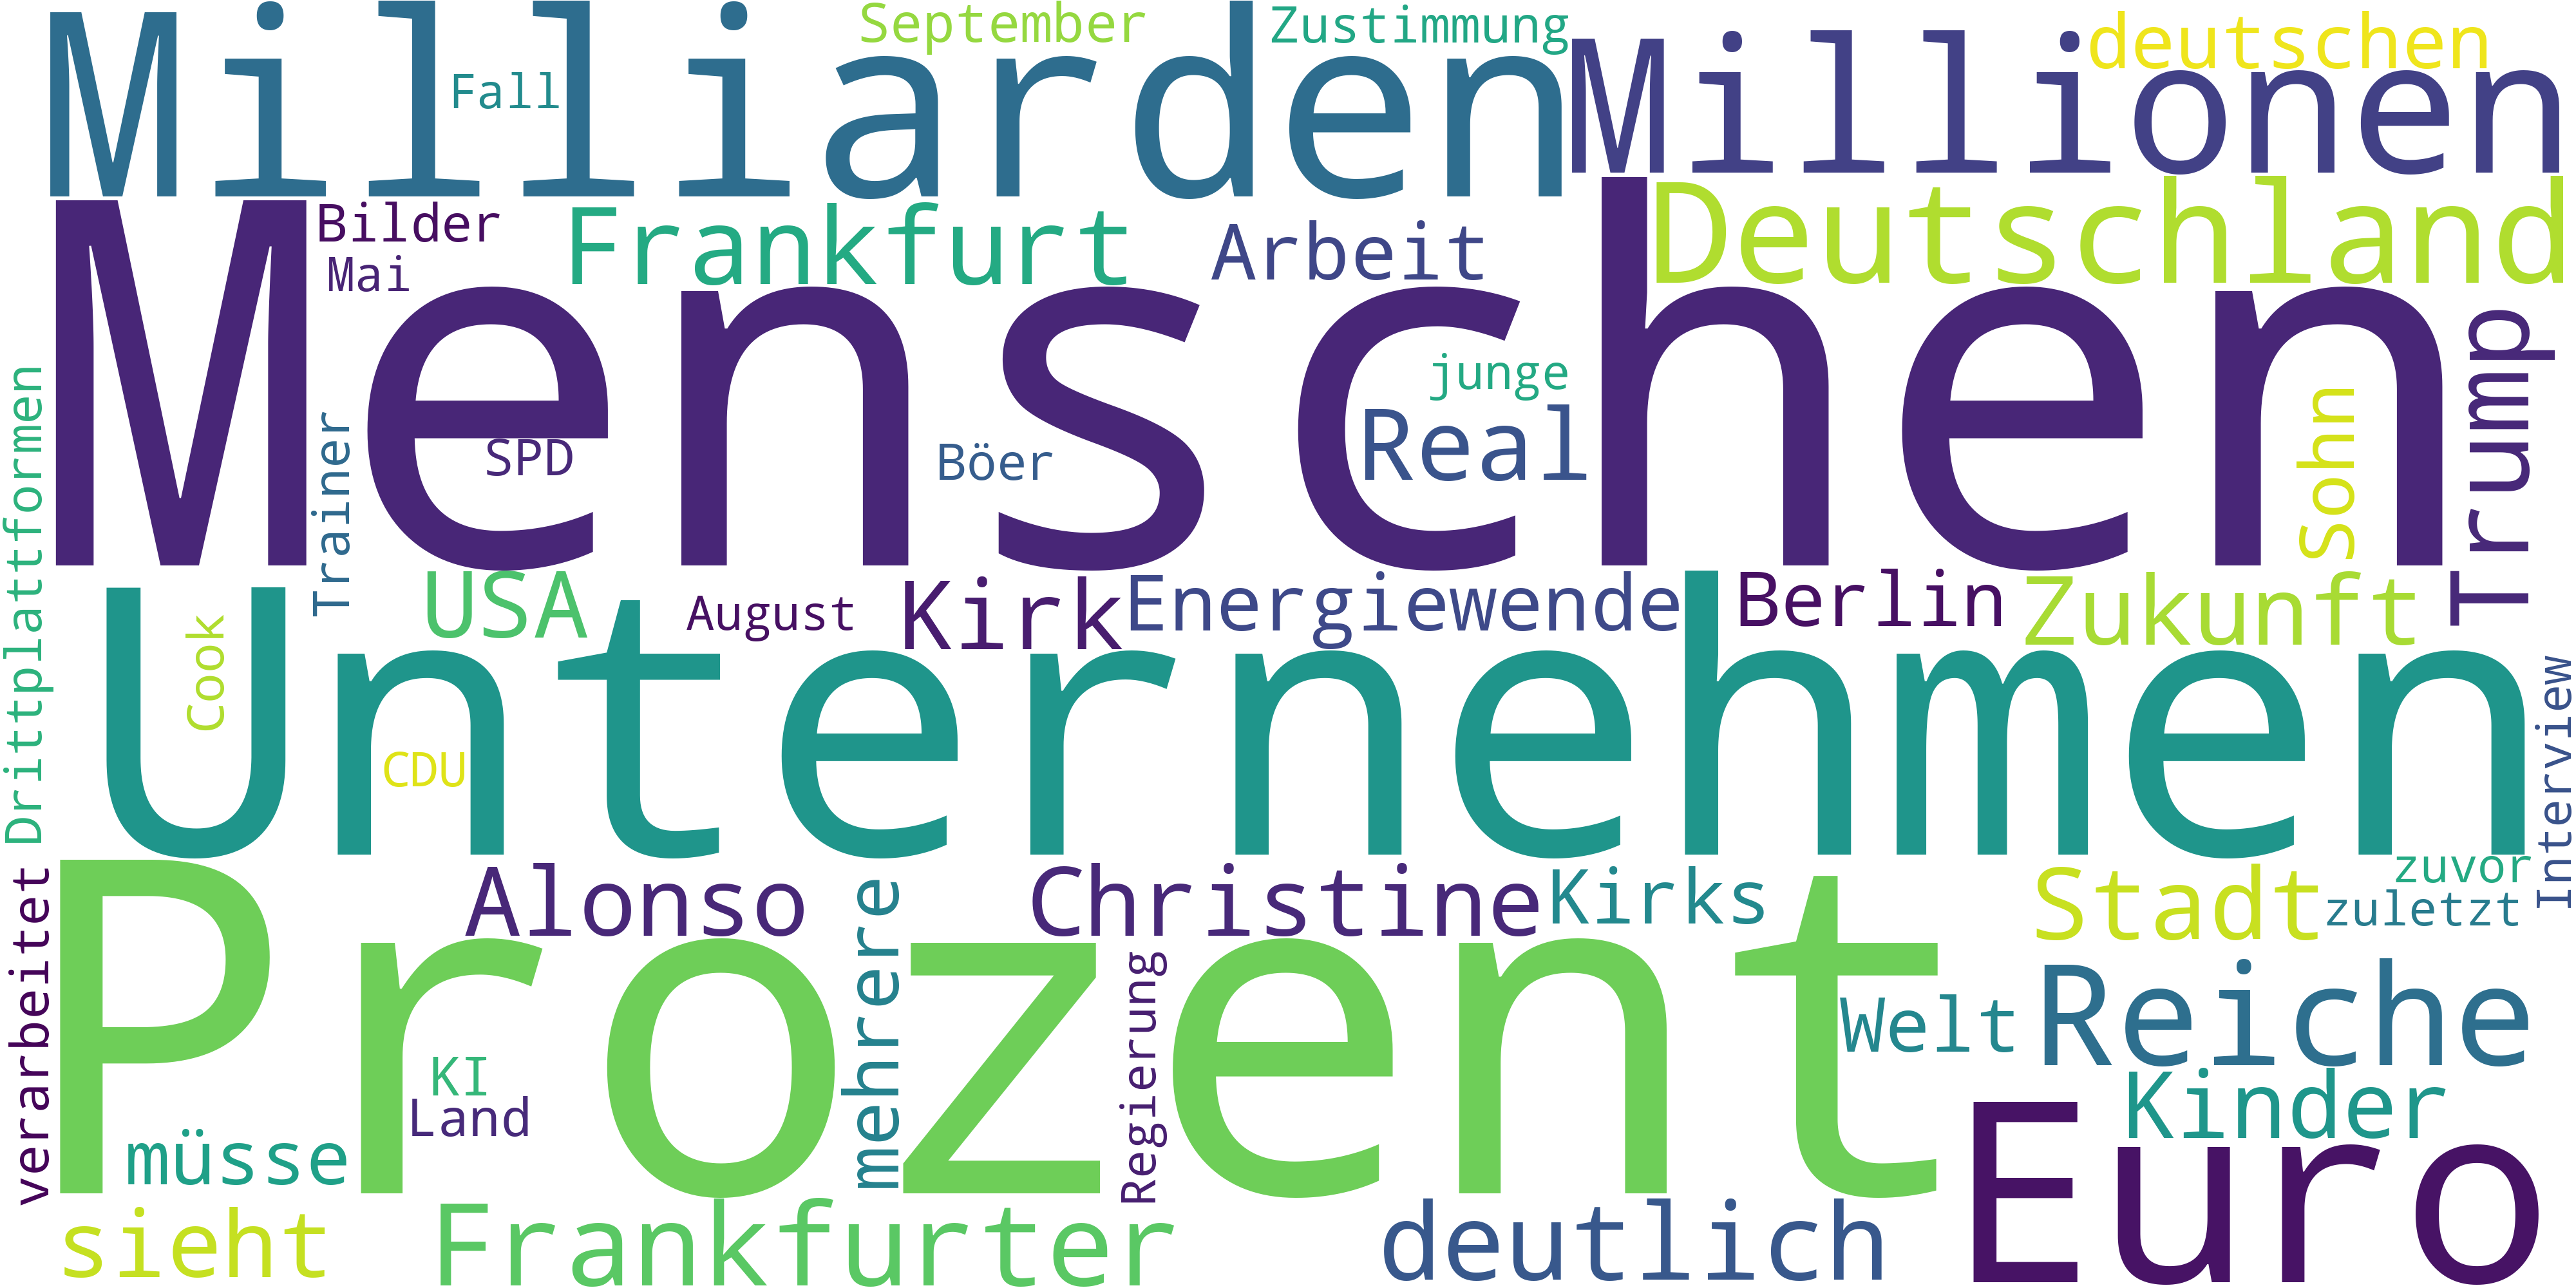 Milliarden
September
Zustimmung
Millionen
deutschen
Fall
Menschen
Bilder
Mai
Frankfurt
Arbeit
Deutschland
junge
Real
Böer
SPD
Trainer
Drittplattformen
Sohn
Trump
Unternehmen
USA
August
Kirk
Energiewende
Berlin
Zukunft
Cook
CDU
Interview
Prozent
Alonso
mehrere
Christine
Kirks
Stadt
zuvor
zuletzt
verarbeitet
Regierung
Welt
Reiche
KI
Land
Kinder
müsse
Euro
sieht
Frankfurter
deutlich